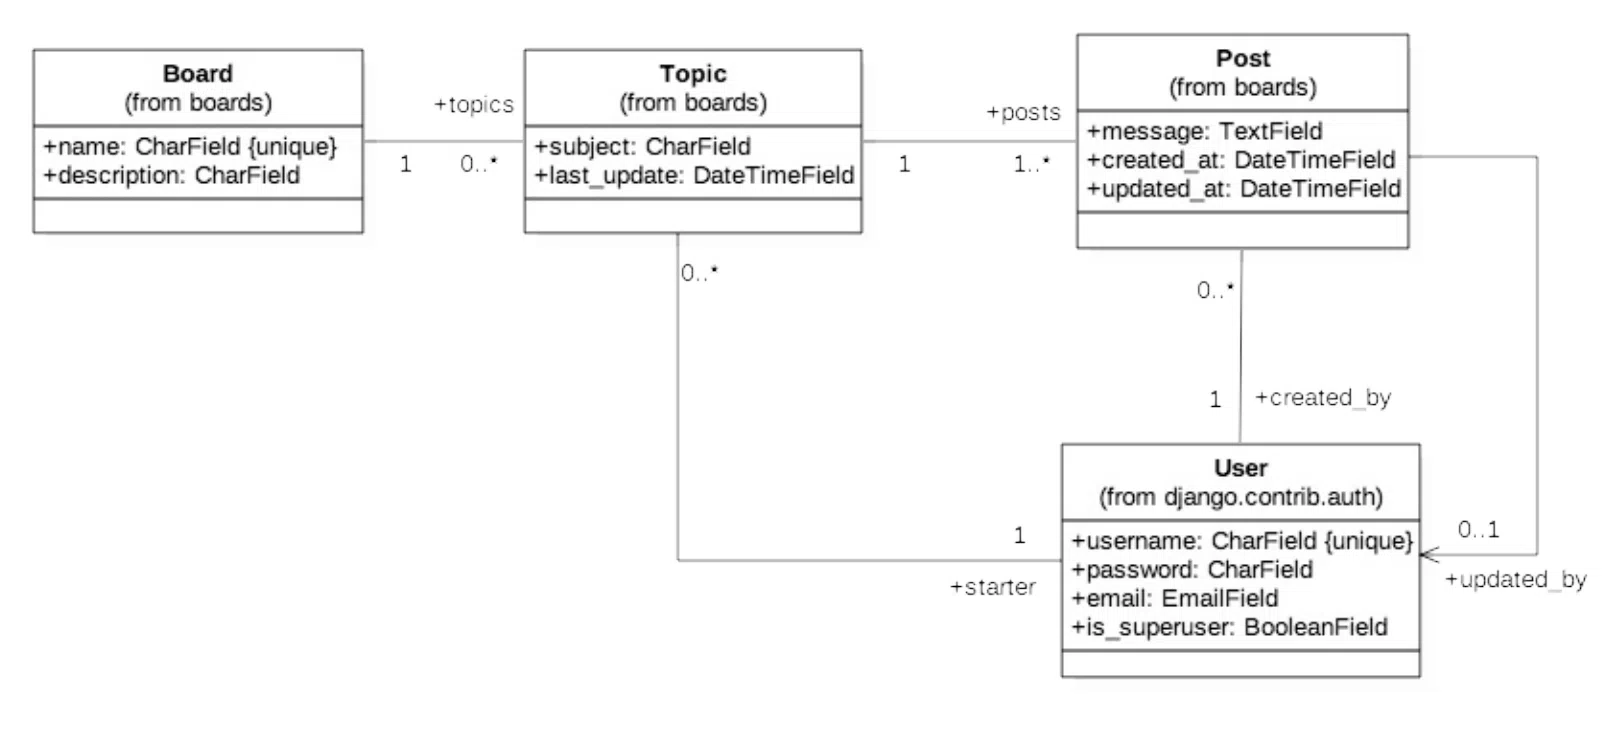 Board
(from boards)
+name: CharField {unique}
+description: CharField
1
+topics
0..*
Topic
(from boards)
+subject: CharField
+last_update: DateTimeField
1
+posts
1..*
Post
(from boards)
+message: TextField
+created_at: DateTimeField
+updated_at: DateTimeField
0..*
0..*
1
+created_by
1
+starter
User
(from django.contrib.auth)
+username: CharField {unique}
+password: CharField
+email: EmailField
+is_superuser: BooleanField
0..1
+updated_by